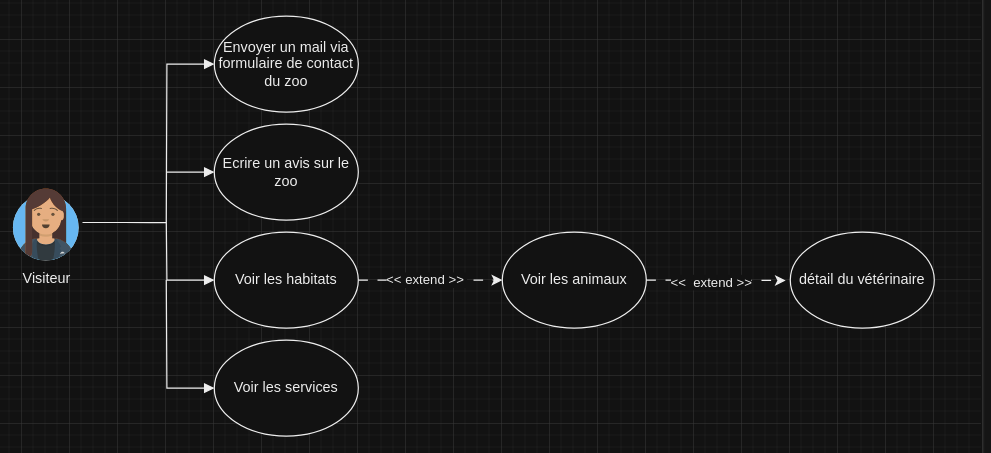 Envoyer un mail via
formulaire de contact
du zoo
Ecrire un avis sur le
zoo
Visiteur
Voir les habitats
<< extend >>
Voir les animaux
<< extend >>
détail du vétérinaire
Voir les services